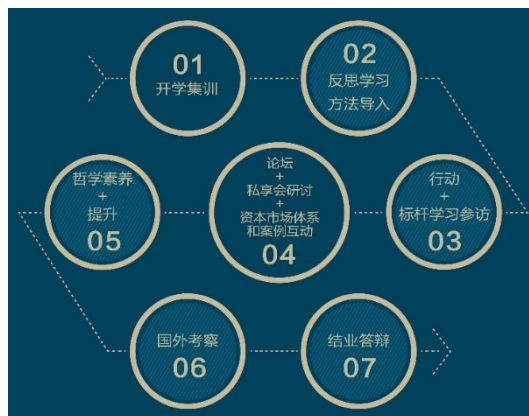 01
开学集训
02
反思学习
方法导入
行动
+
标杆学习参访
03
论坛
+
私享会研讨
+
资本市场体系
和案例互动
04
哲学素养
+
提升
05
国外考察
06
结业答辩
07